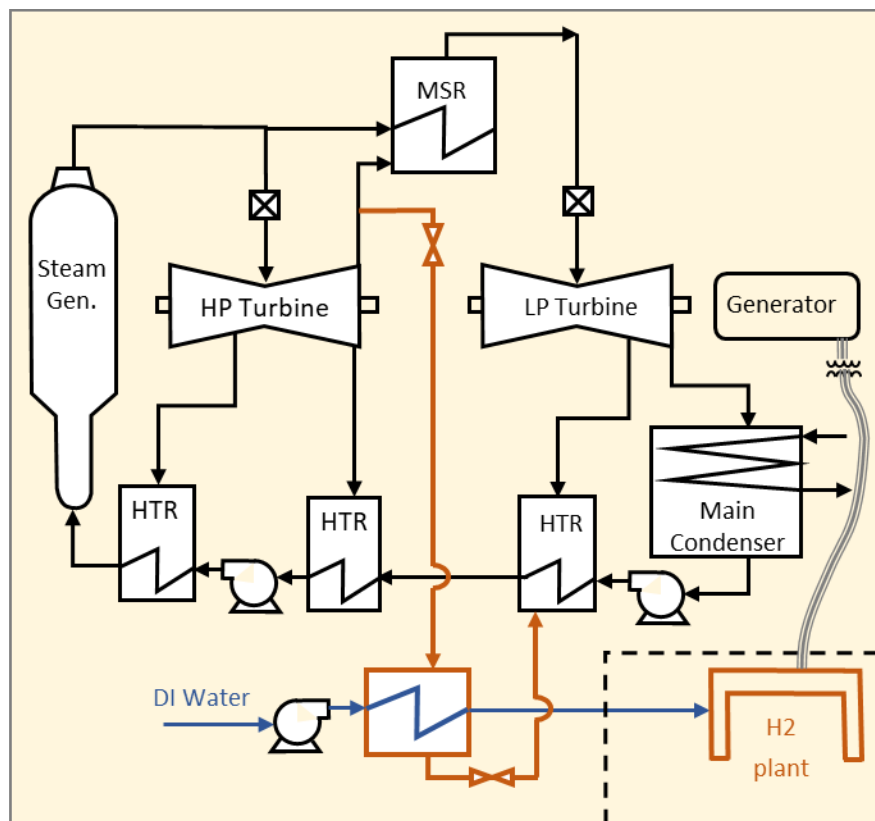 MSR
Steam
Gen.
HP Turbine
LP Turbine
Generator
HTR
HTR
HTR
Main
Condenser
DI Water
H2
plant